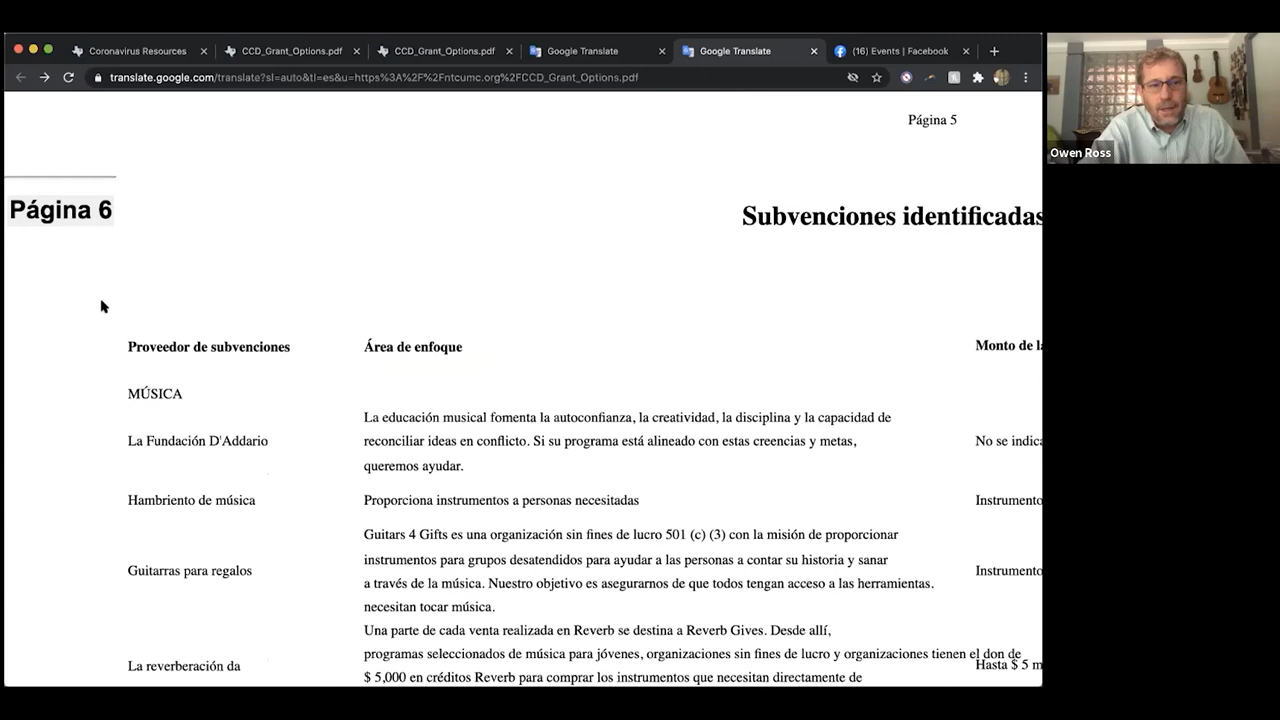 Coronavirus Resources
CCD_Grant_Options.pdf
CCD_Grant_Options.pdf
Google Translate
Google Translate
(16) Events | Facebook
translate.google.com/translate?sl=auto&tl=es&u=https%3A%2F%2Fntcumc.org%2FCCD_Grant_Options.pdf
Owen Ross
Página 5
Página 6
Subvenciones identificadas
Proveedor de subvenciones
Área de enfoque
Monto de
MÚSICA
La educación musical fomenta la autoconfianza, la creatividad, la disciplina y la capacidad de
La Fundación D'Addario
reconciliar ideas en conflicto. Si su programa está alineado con estas creencias y metas,
No se indica
queremos ayudar.
Hambriento de música
Proporciona instrumentos a personas necesitadas
Instrumento
Guitars 4 Gifts es una organización sin fines de lucro 501 (c) (3) con la misión de proporcionar
instrumentos para grupos desatendidos para ayudar a las personas a contar su historia y sanar
Guitarras para regalos
a través de la música. Nuestro objetivo es asegurarnos de que todos tengan acceso a las herramientas.
Instrumento
necesitan tocar música.
Una parte de cada venta realizada en Reverb se destina a Reverb Gives. Desde allí,
La reverberación da
programas seleccionados de música para jóvenes, organizaciones sin fines de lucro y organizaciones tienen el don de
Hasta $ 5 m
$ 5,000 en créditos Reverb para comprar los instrumentos que necesitan directamente de